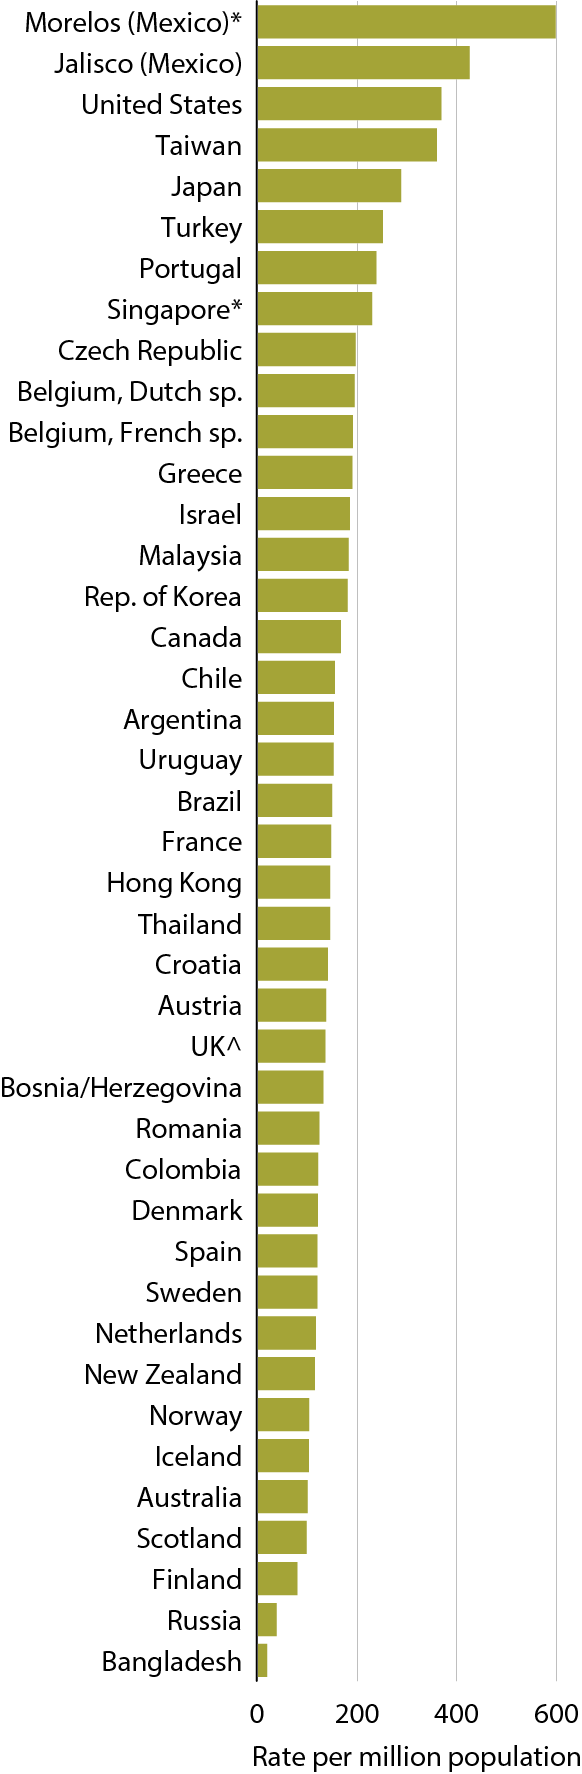 Morelos (Mexico)*
Jalisco (Mexico)
United States
Taiwan
Japan
Turkey
Portugal
Singapore*
Czech Republic
Belgium, Dutch sp.
Belgium, French sp.
Greece
Israel
Malaysia
Rep. of Korea
Canada
Chile
Argentina
Uruguay
Brazil
France
Hong Kong
Thailand
Croatia
Austria
UK^
Bosnia/Herzegovina
Romania
Colombia
Denmark
Spain
Sweden
Netherlands
New Zealand
Norway
Iceland
Australia
Scotland
Finland
Russia
Bangladesh
0 200 400 600
Rate per million population